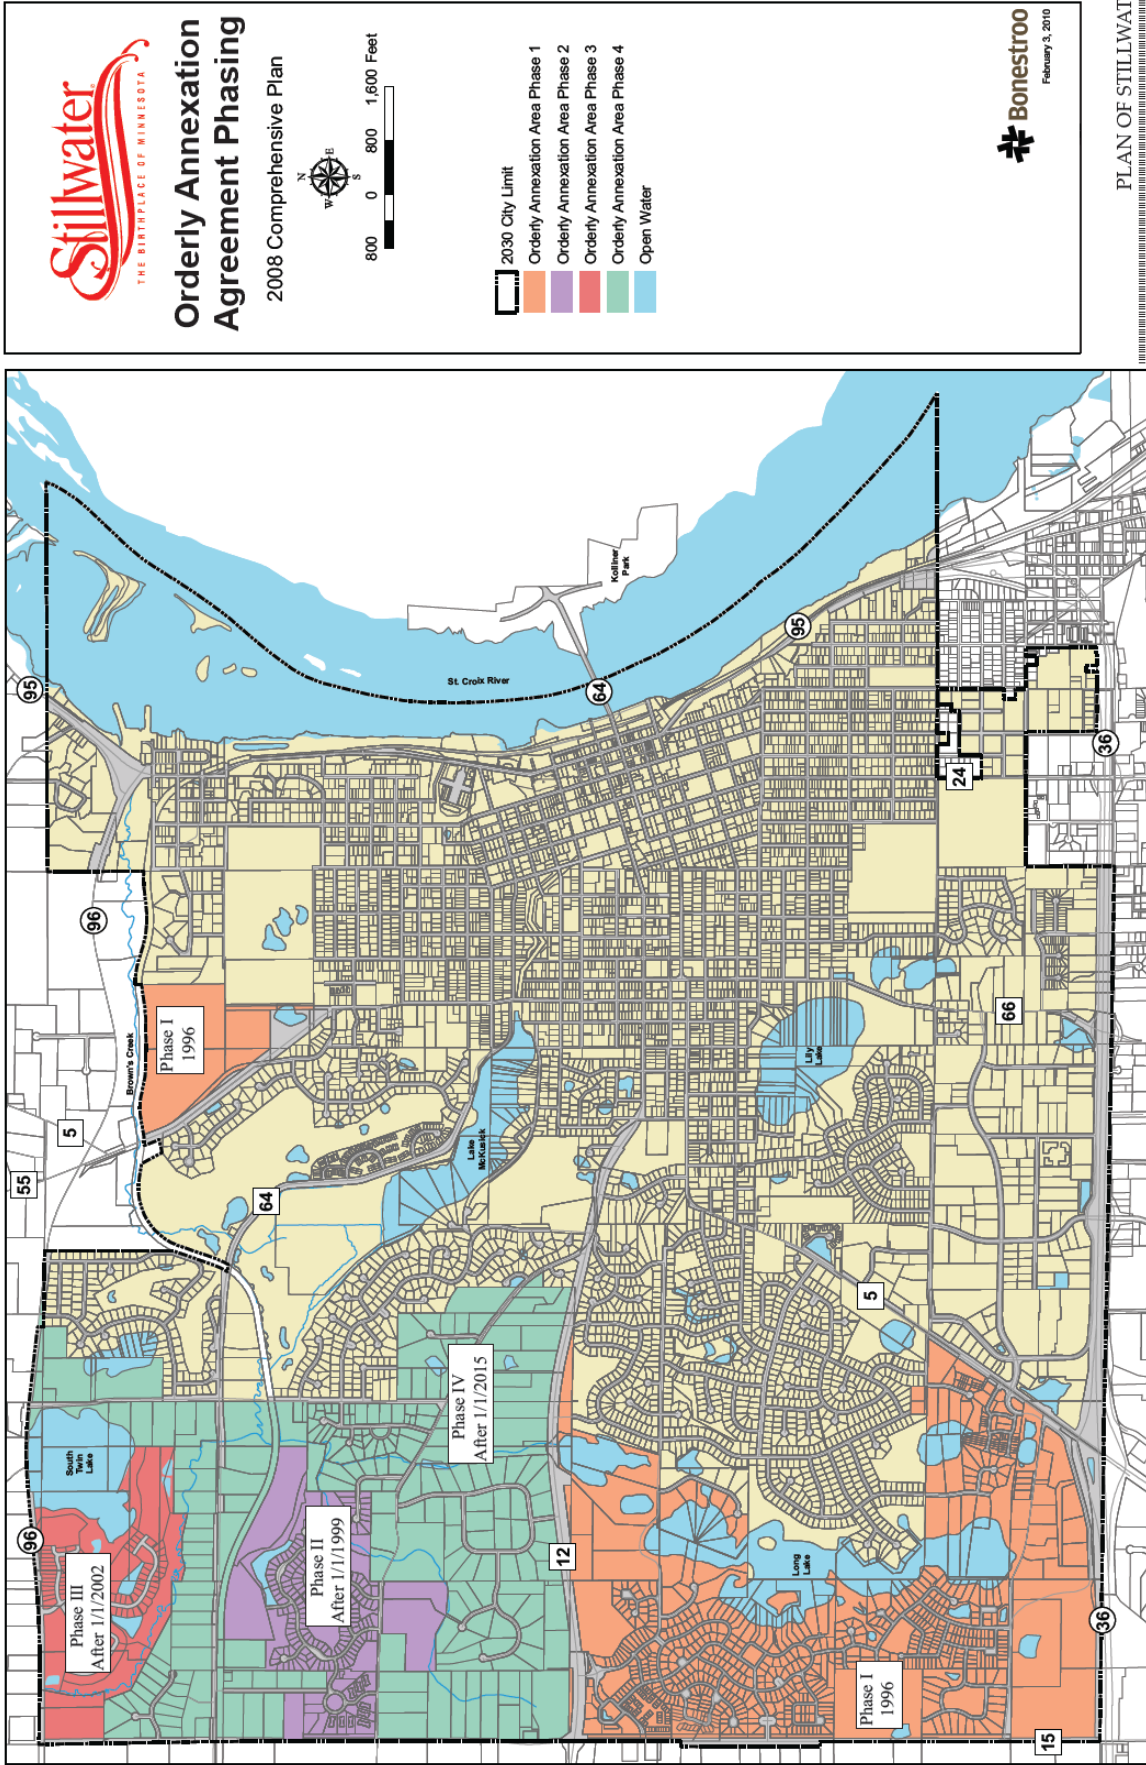 Stillwater
THE BIRTHPLACE OF MINNESOTA
Orderly Annexation
Agreement Phasing
2008 Comprehensive Plan
N
W
E
S
800 0 800 1,600 Feet
2030 City Limit
Orderly Annexation Area Phase 1
Orderly Annexation Area Phase 2
Orderly Annexation Area Phase 3
Orderly Annexation Area Phase 4
Open Water
Bonestroo
February 3, 2010
PLAN OF STILLWAT
96
Phase III
After 1/1/2002
South
Twin
Lake
55
5
Brown's Creek
96
95
Phase I
1996
64
Phase II
After 1/1/1999
Phase IV
After 1/1/2015
Lake
McKusick
St. Croix River
Kolliner
Park
64
12
95
Long
Lake
Lily
Lake
5
Phase I
1996
24
66
15
36
36